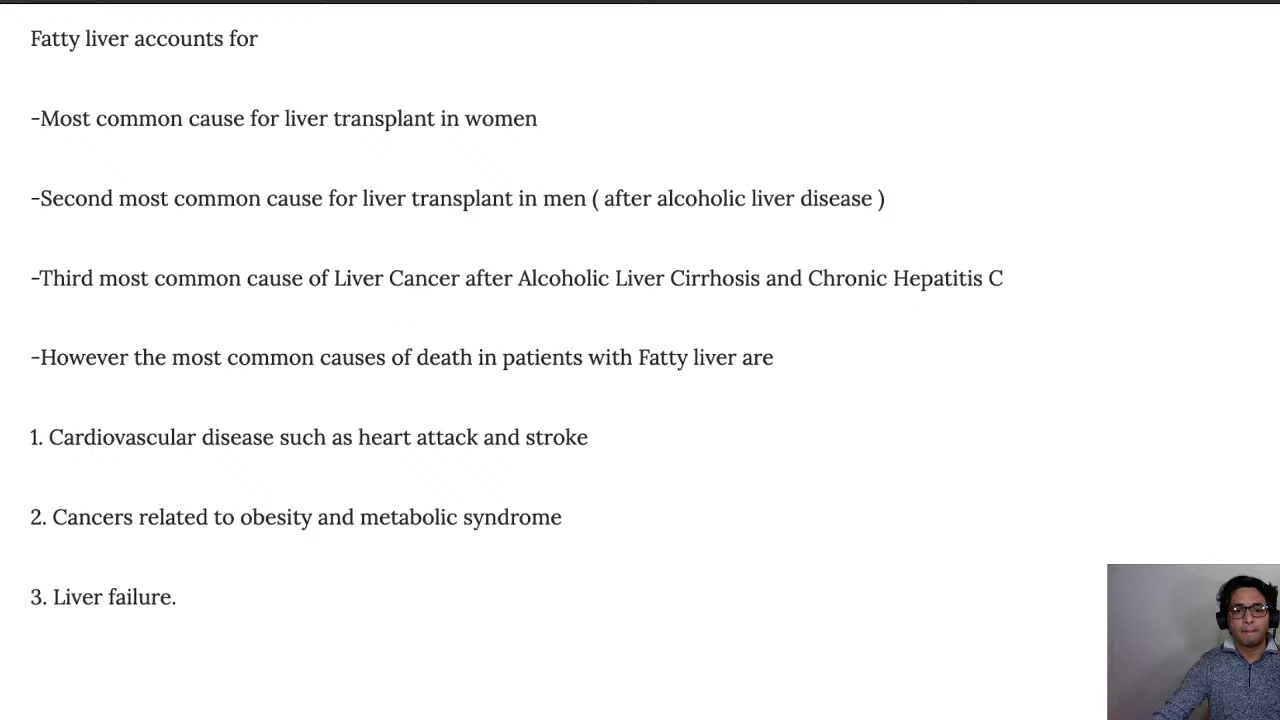 Fatty liver accounts for
-Most common cause for liver transplant in women
-Second most common cause for liver transplant in men ( after alcoholic liver disease )
-Third most common cause of Liver Cancer after Alcoholic Liver Cirrhosis and Chronic Hepatitis C
-However the most common causes of death in patients with Fatty liver are
1. Cardiovascular disease such as heart attack and stroke
2. Cancers related to obesity and metabolic syndrome
3. Liver failure.